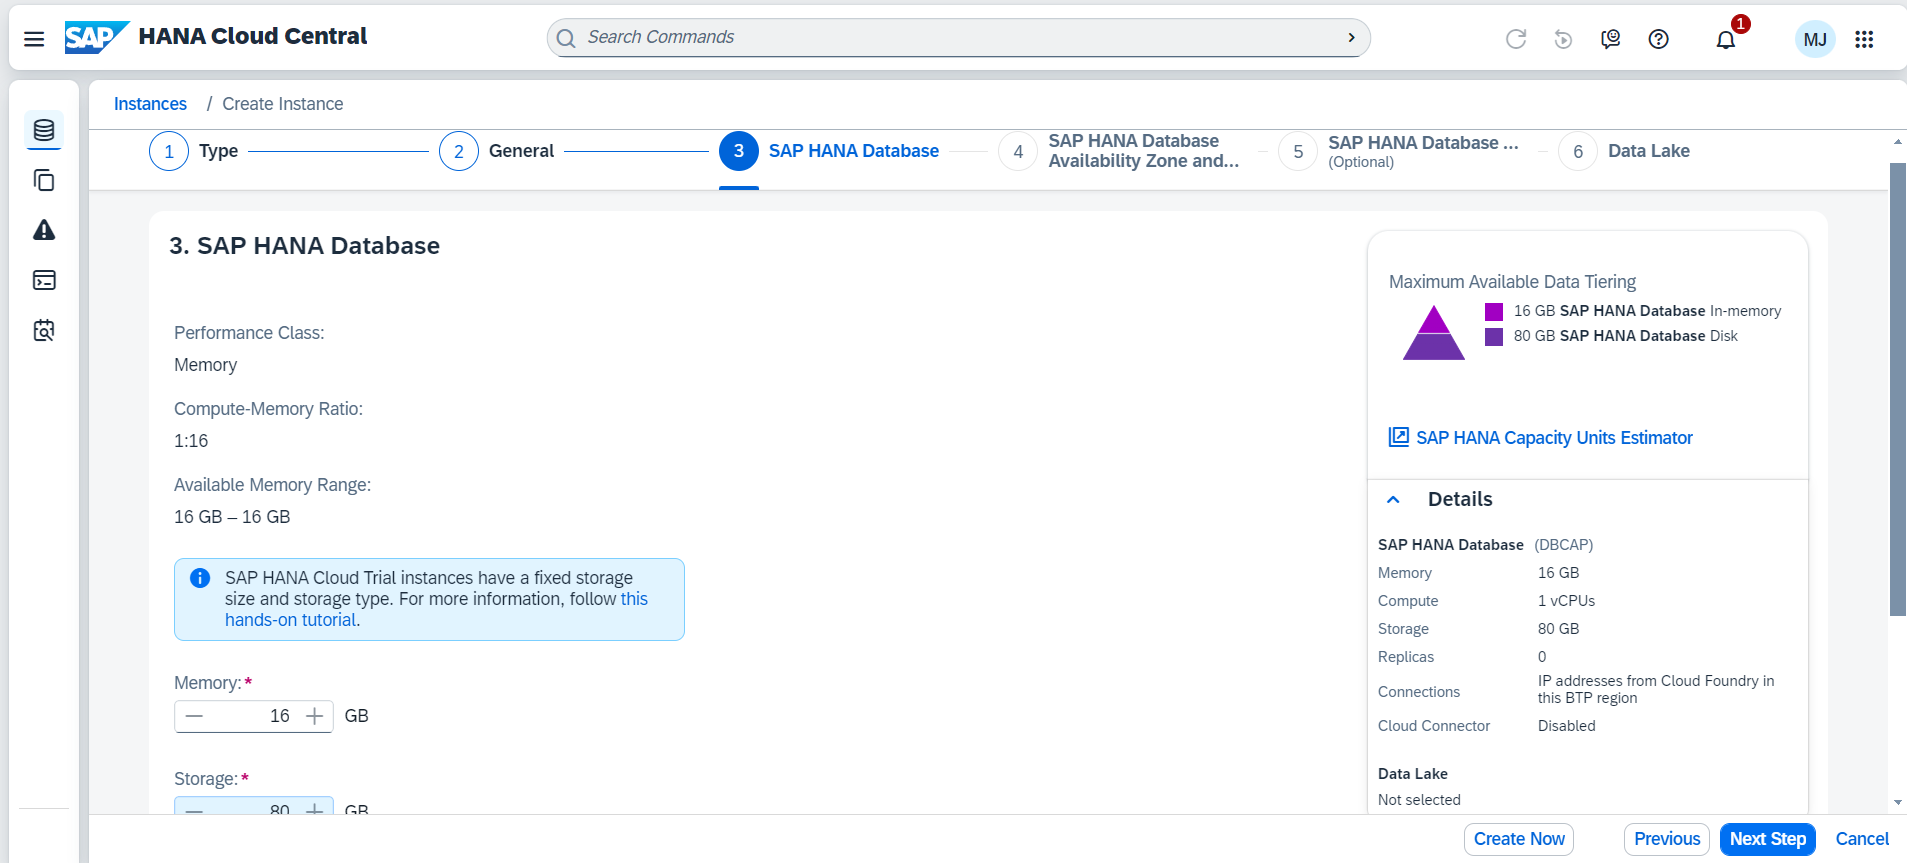 SAP HANA Cloud Central
Search Commands
1
MJ
Instances / Create Instance
1 Type
2 General
3 SAP HANA Database
4 SAP HANA Database
Availability Zone and...
5 SAP HANA Database ...
(Optional)
6 Data Lake
3. SAP HANA Database
Performance Class:
Memory
Compute-Memory Ratio:
1:16
Available Memory Range:
16 GB – 16 GB
SAP HANA Cloud Trial instances have a fixed storage
size and storage type. For more information, follow this
hands-on tutorial.
Memory:*
16 GB
Storage:*
80 GB
Maximum Available Data Tiering
16 GB SAP HANA Database In-memory
80 GB SAP HANA Database Disk
SAP HANA Capacity Units Estimator
Details
SAP HANA Database (DBCAP)
Memory 16 GB
Compute 1 vCPUs
Storage 80 GB
Replicas 0
Connections IP addresses from Cloud Foundry in
this BTP region
Cloud Connector Disabled
Data Lake
Not selected
Create Now Previous Next Step Cancel